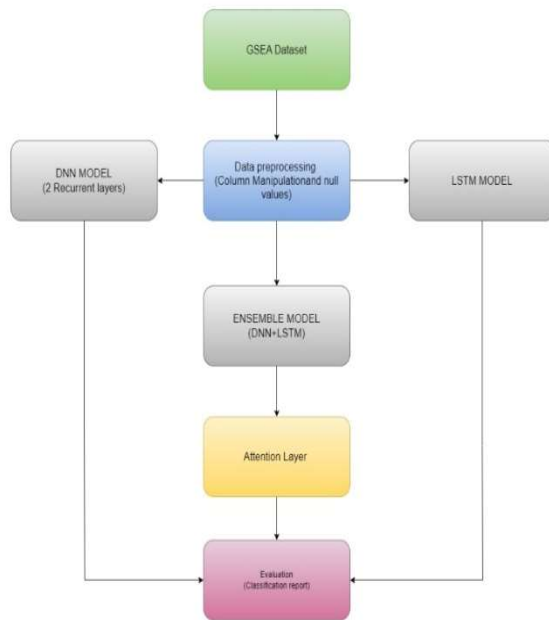 GSEA Dataset
DNN MODEL
(2 Recurrent layers)
Data preprocessing
(Column Manipulationand null
values)
LSTM MODEL
ENSEMBLE MODEL
(DNN+LSTM)
Attention Layer
Evaluation
(Classification report)